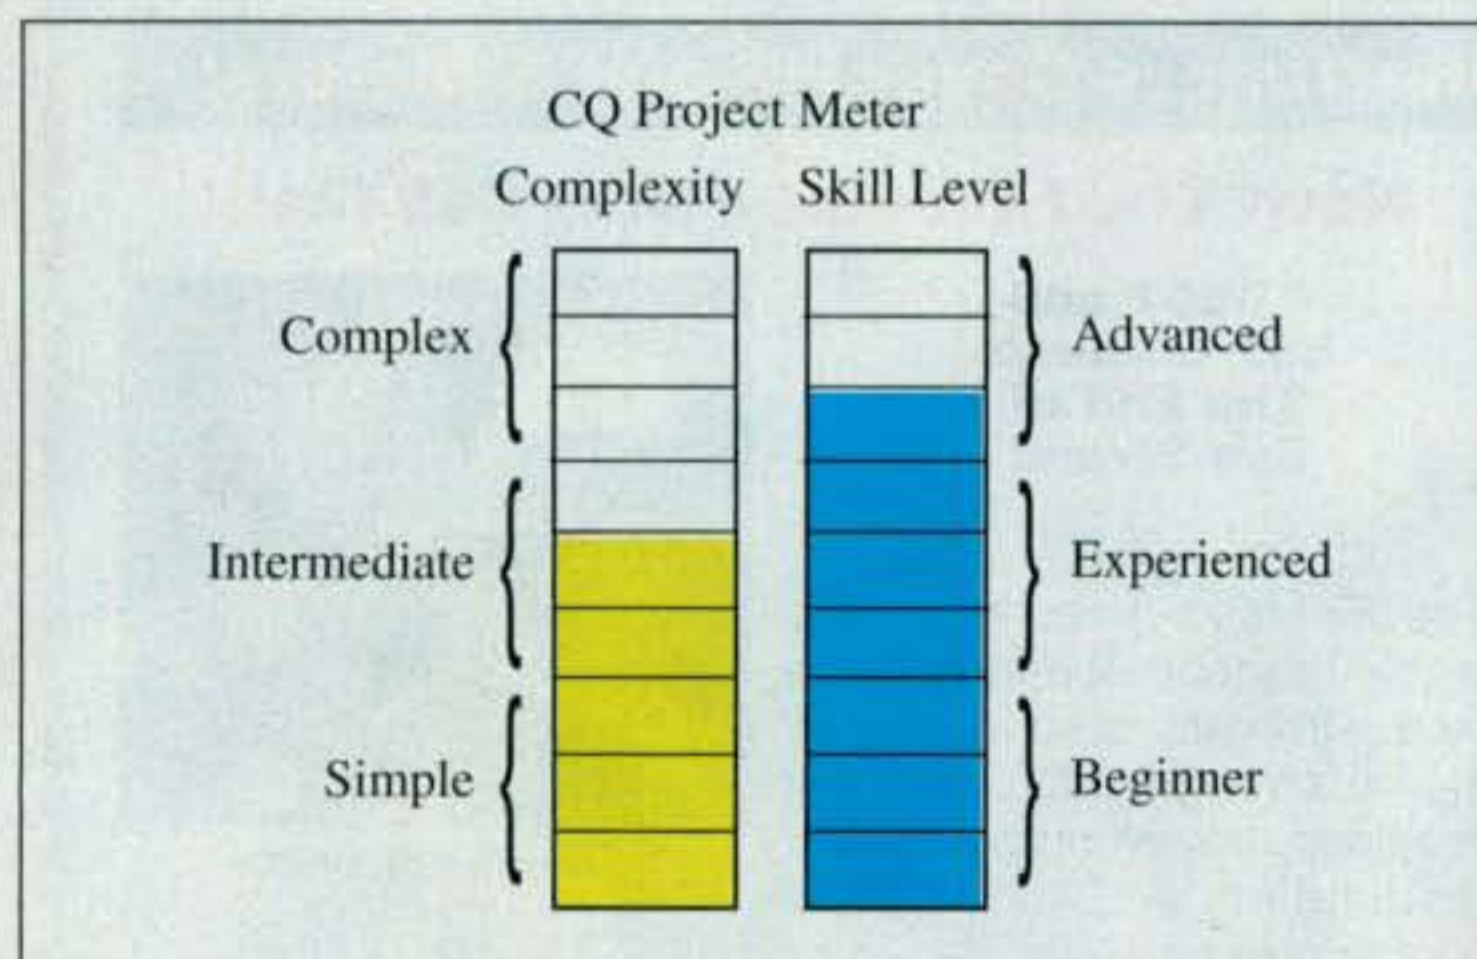 CQ Project Meter
Complexity Skill Level
Complex Advanced
Intermediate Experienced
Simple Beginner